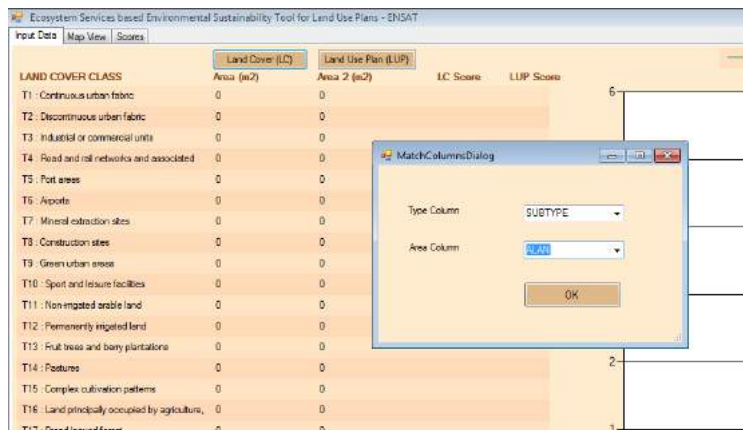 Ecosystem Services based Environmental Sustainability Tool for Land Use Plans - ENSAT
Input Data Map View Scores
Land Cover (LC) Land Use Plan (LUP)
LAND COVER CLASS Area (m2) Area 2 (m2) LC Score LUP Score
T1 : Continuous urban fabric 0 0
T2 : Discontinuous urban fabric 0 0
T3 : Industrial or commercial units 0 0
T4 : Road and rail networks and associated 0 0
T5 : Port areas 0 0
T6 : Airports 0 0
T7 : Mineral extraction sites 0 0
T8 : Construction sites 0 0
T9 : Green urban areas 0 0
T10 : Sport and leisure facilities 0 0
T11 : Non-irrigated arable land 0 0
T12 : Permanently irrigated land 0 0
T13 : Fruit trees and berry plantations 0 0
T14 : Pastures 0 0
T15 : Complex cultivation patterns 0 0
T16 : Land principally occupied by agriculture, 0 0
T17 : Broad-leaved forest 0 0
MatchColumnsDialog
Type Column SUBTYPE
Area Column ALAN
OK
6
2
1